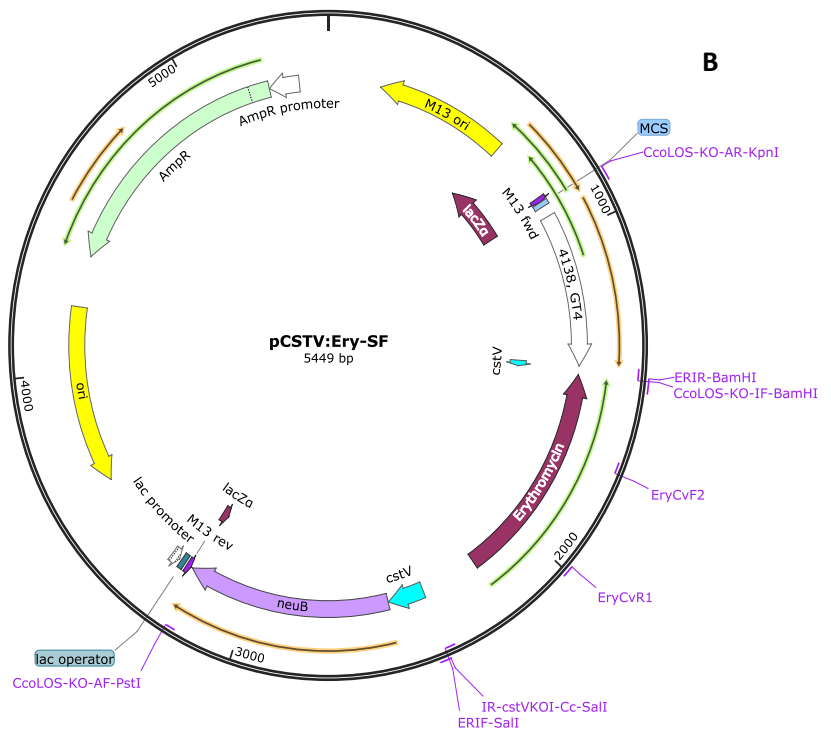 B
5000
AmpR promoter
AmpR
M13 ori
MCS
CcoLOS-KO-AR-KpnI
1000
M13 fwd
lacZα
4138, GT4
pCSTV:Ery-SF
5449 bp
cstV
ERIR-BamHI
CcoLOS-KO-IF-BamHI
4000
ori
Erythromycin
EryCvF2
lacZα
lac promoter
M13 rev
2000
cstV
neuB
EryCvR1
lac operator
3000
CcoLOS-KO-AF-PstI
IR-cstVKOI-Cc-SalI
ERIF-SalI